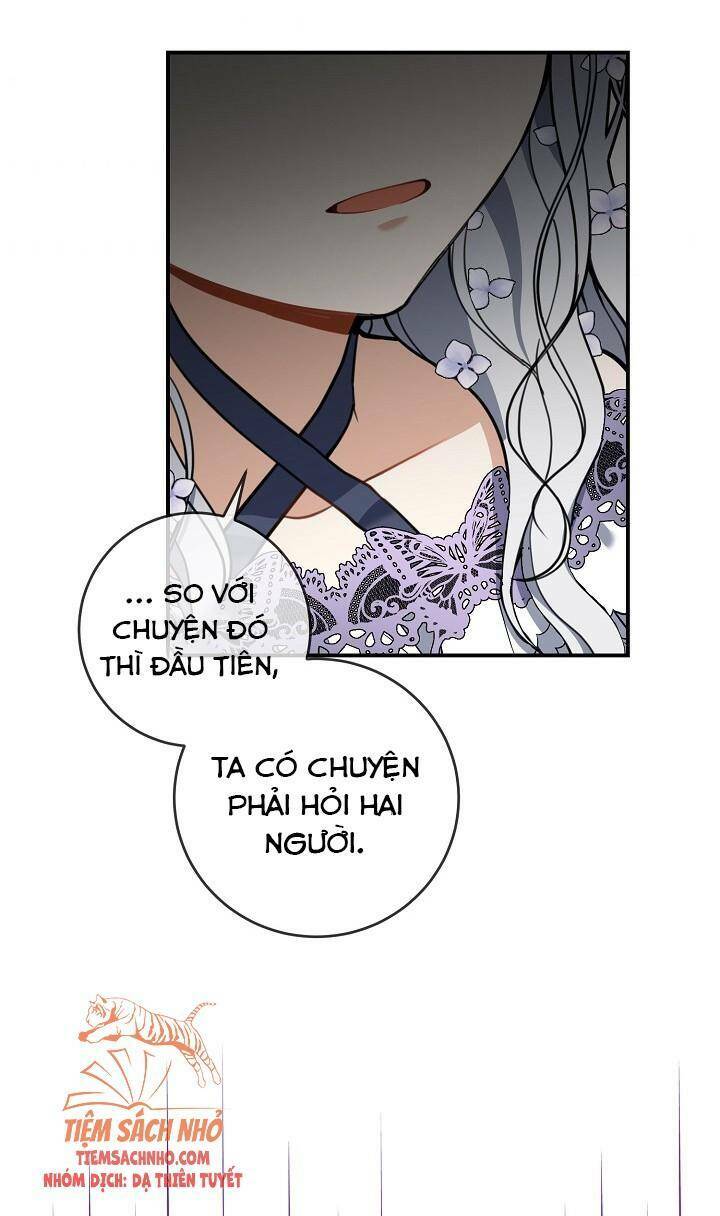 ... SO VỚI
CHUYỆN ĐÓ
THÌ ĐẦU TIÊN,
TA CÓ CHUYỆN
PHẢI HỎI HAI
NGƯỜI.
TIỆM SÁCH NHỎ
TIEMSACHNHO.COM
NHÓM DỊCH: DẠ THIÊN TUYẾT